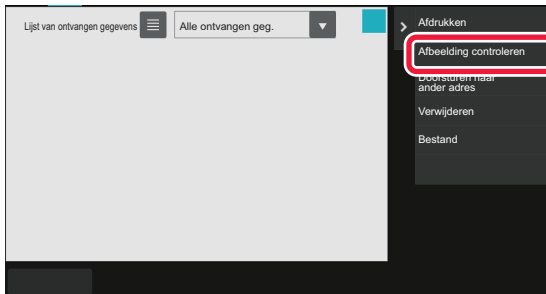 Lijst van ontvangen gegevens
Alle ontvangen geg.
Afdrukken
Afbeelding controleren
Doorsturen naar
ander adres
Verwijderen
Bestand